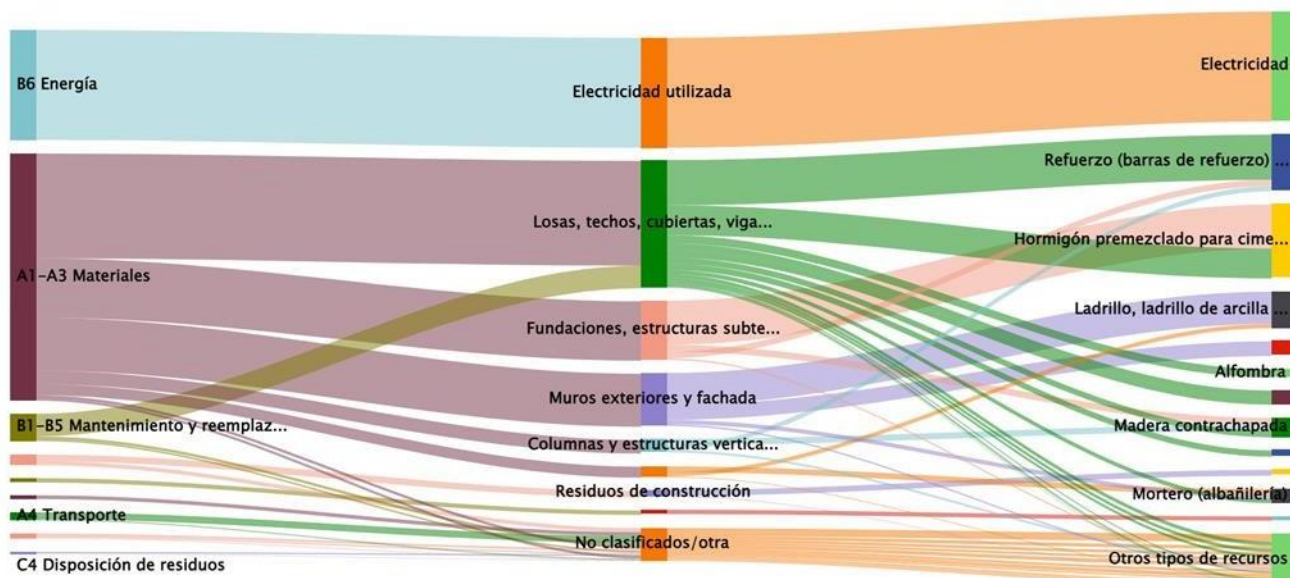 B6 Energía
A1-A3 Materiales
B1-B5 Mantenimiento y reemplaz...
A4 Transporte
C4 Disposición de residuos
Electricidad utilizada
Losas, techos, cubiertas, viga...
Fundaciones, estructuras subte...
Muros exteriores y fachada
Columnas y estructuras vertica...
Residuos de construcción
No clasificados/otra
Electricidad
Refuerzo (barras de refuerzo) ...
Hormigón premezclado para cime...
Ladrillo, ladrillo de arcilla ...
Alfombra
Madera contrachapada
Mortero (albañilería)
Otros tipos de recursos